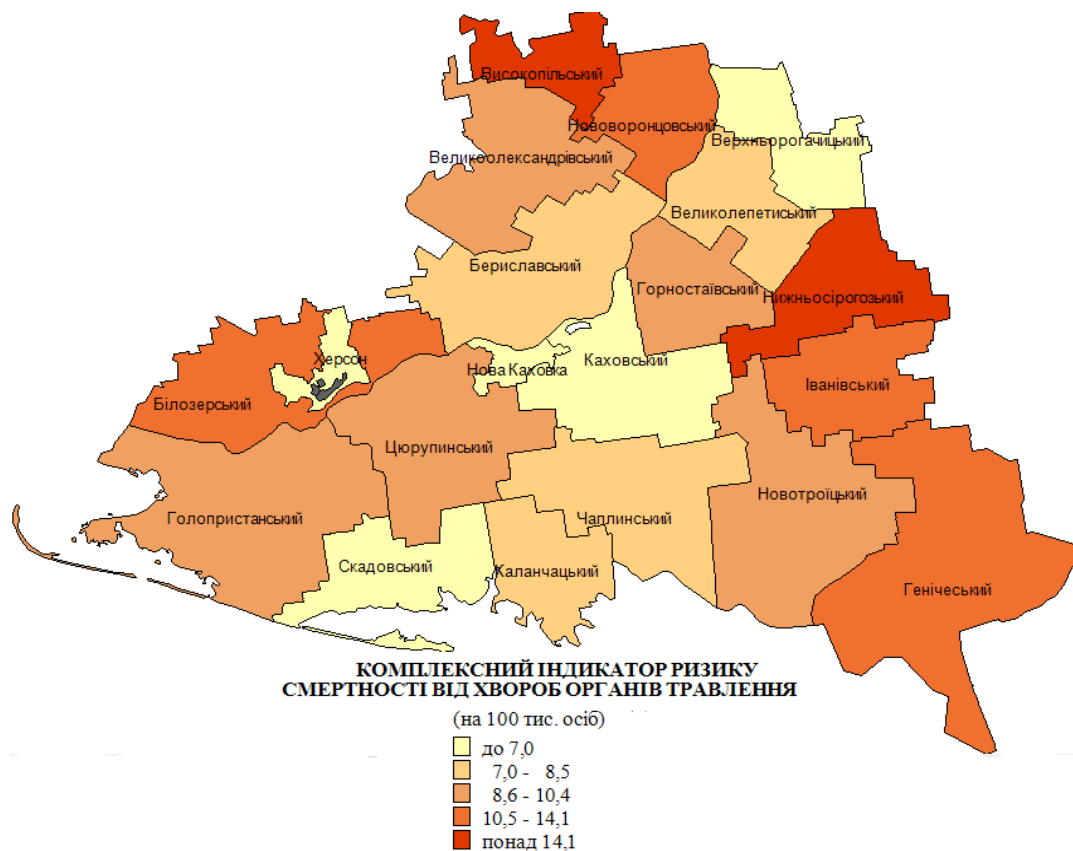 Високопільський
Нововоронцовський
Верхньорогачицький
Великоолександрівський
Великолепетиський
Бериславський
Горностаївський
Нижньосірогозький
Херсон
Нова Каховка
Каховський
Іванівський
Білозерський
Цюрупинський
Новотроїцький
Голопристанський
Чаплинський
Скадовський
Каланчацький
Генічеський
КОМПЛЕКСНИЙ ІНДИКАТОР РИЗИКУ
СМЕРТНОСТІ ВІД ХВОРОБ ОРГАНІВ ТРАВЛЕННЯ
(на 100 тис. осіб)
до 7,0
7,0 - 8,5
8,6 - 10,4
10,5 - 14,1
понад 14,1